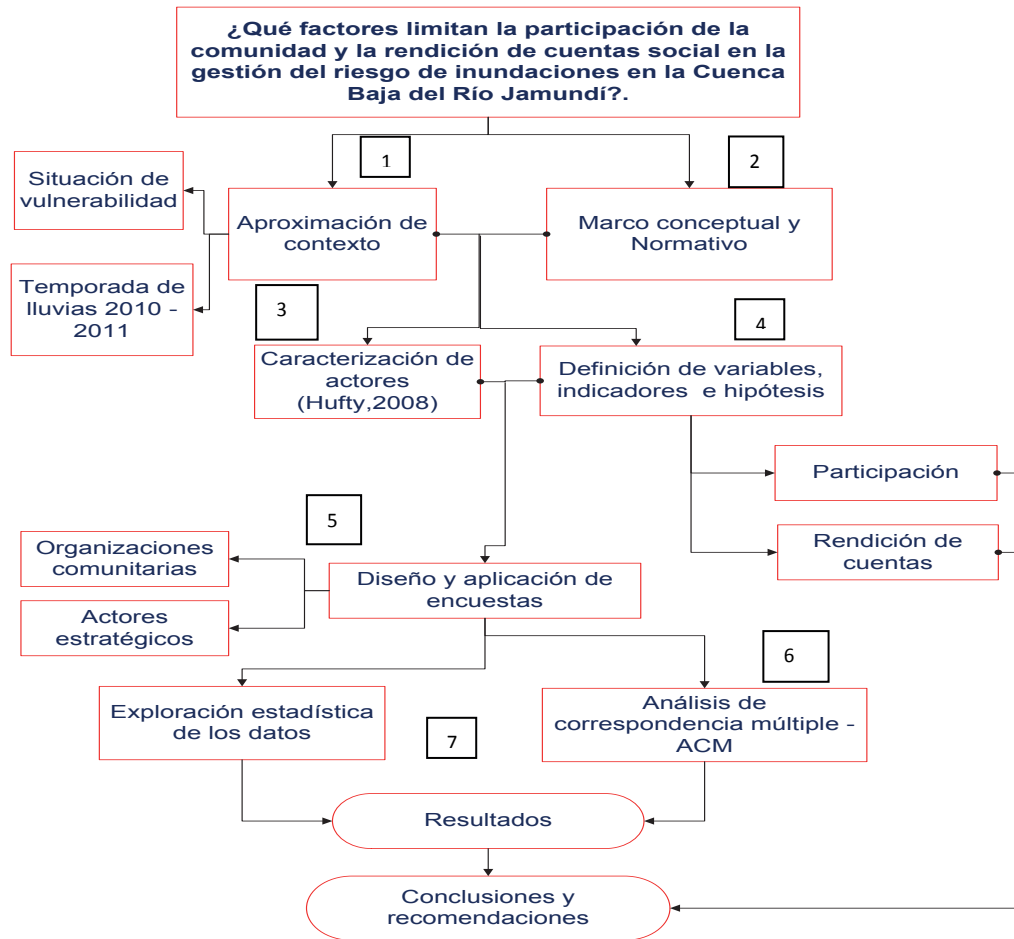 ¿Qué factores limitan la participación de la
comunidad y la rendición de cuentas social en la
gestión del riesgo de inundaciones en la Cuenca
Baja del Río Jamundí?.
1
2
Situación de
vulnerabilidad
Aproximación de
contexto
Marco conceptual y
Normativo
Temporada de
lluvias 2010 -
2011
3
4
Caracterización de
actores
(Hufty,2008)
Definición de variables,
indicadores e hipótesis
Participación
5
Rendición de
cuentas
Organizaciones
comunitarias
Diseño y aplicación de
encuestas
Actores
estratégicos
6
Exploración estadística
de los datos
Análisis de
correspondencia múltiple -
ACM
7
Resultados
Conclusiones y
recomendaciones